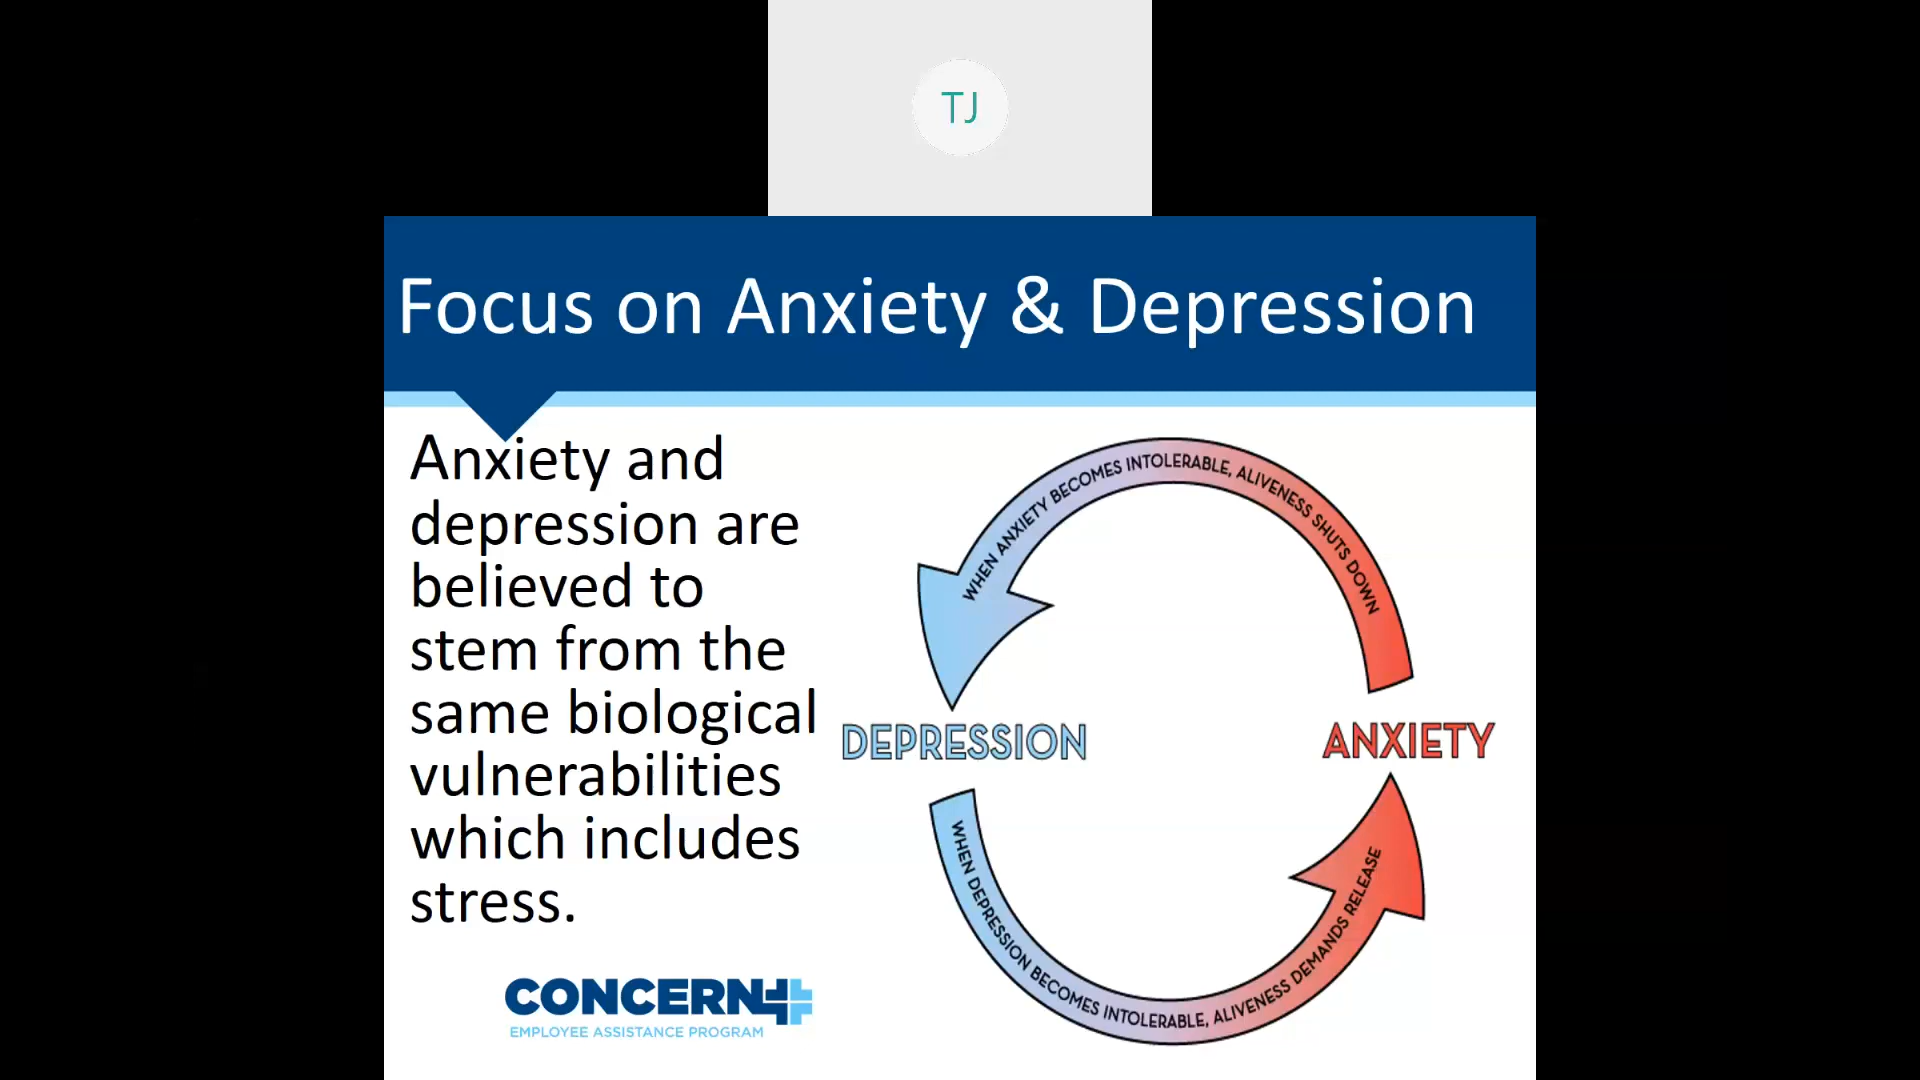 TJ
Focus on Anxiety & Depression
Anxiety and
depression are
believed to
stem from the
same biological
vulnerabilities
which includes
stress.
WHEN ANXIETY BECOMES INTOLERABLE, ALIVENESS SHUTS DOWN
DEPRESSION
ANXIETY
WHEN DEPRESSION BECOMES INTOLERABLE, ALIVENESS DEMANDS RELEASE
CONCERN
EMPLOYEE ASSISTANCE PROGRAM